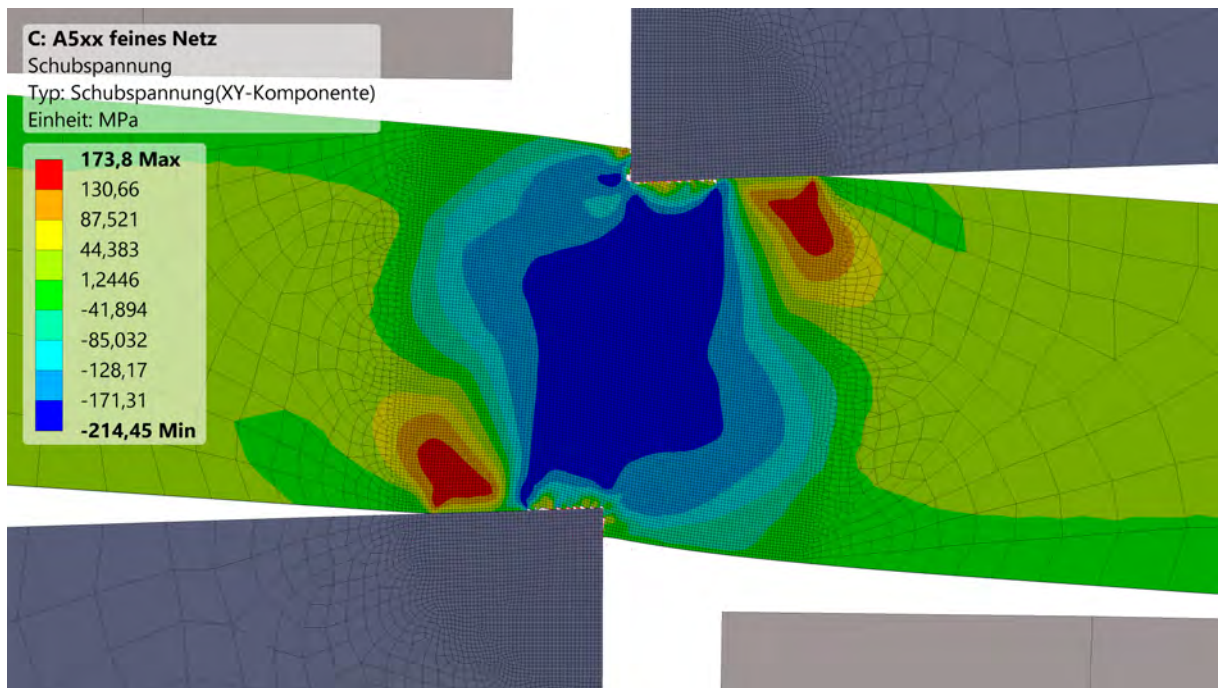 C: A5xx feines Netz
Schubspannung
Typ: Schubspannung(XY-Komponente)
Einheit: MPa
173,8 Max
130,66
87,521
44,383
1,2446
-41,894
-85,032
-128,17
-171,31
-214,45 Min